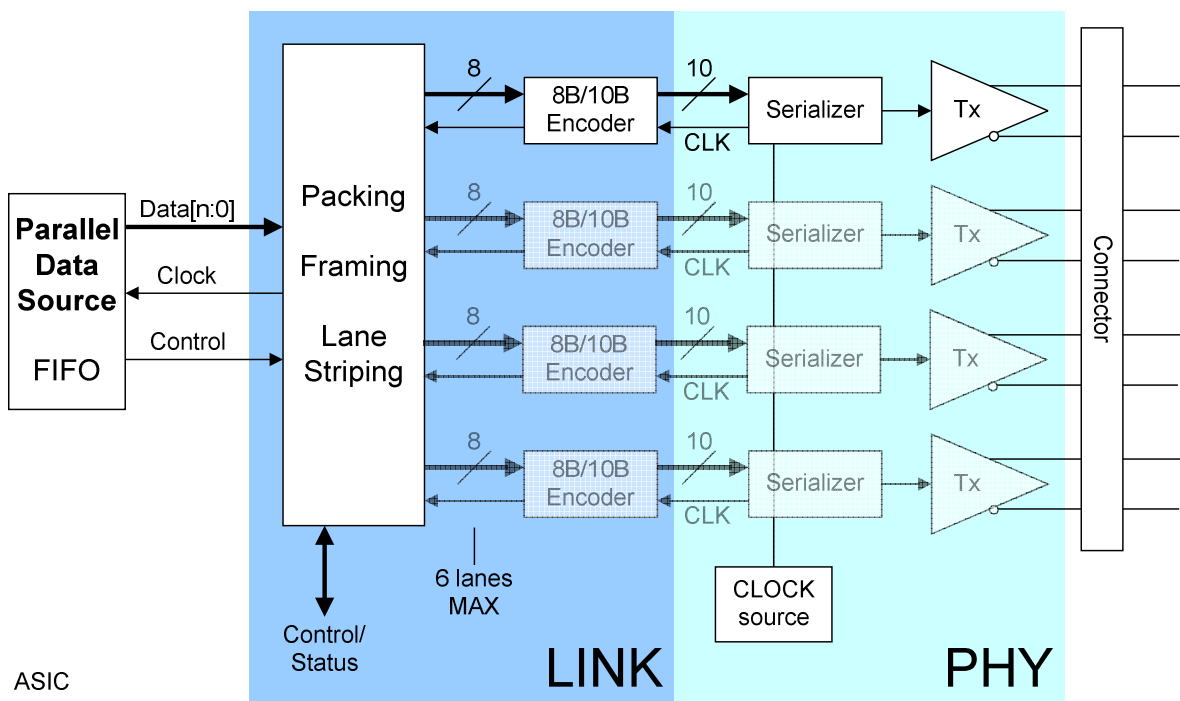 Parallel
Data
Source
FIFO
Data[n:0]
Clock
Control
Packing
Framing
Lane
Striping
8
8B/10B
Encoder
10
CLK
Serializer
Tx
8
8B/10B
Encoder
10
CLK
Serializer
Tx
8
8B/10B
Encoder
10
CLK
Serializer
Tx
8
8B/10B
Encoder
10
CLK
Serializer
Tx
Connector
6 lanes
MAX
CLOCK
source
Control/
Status
LINK
PHY
ASIC